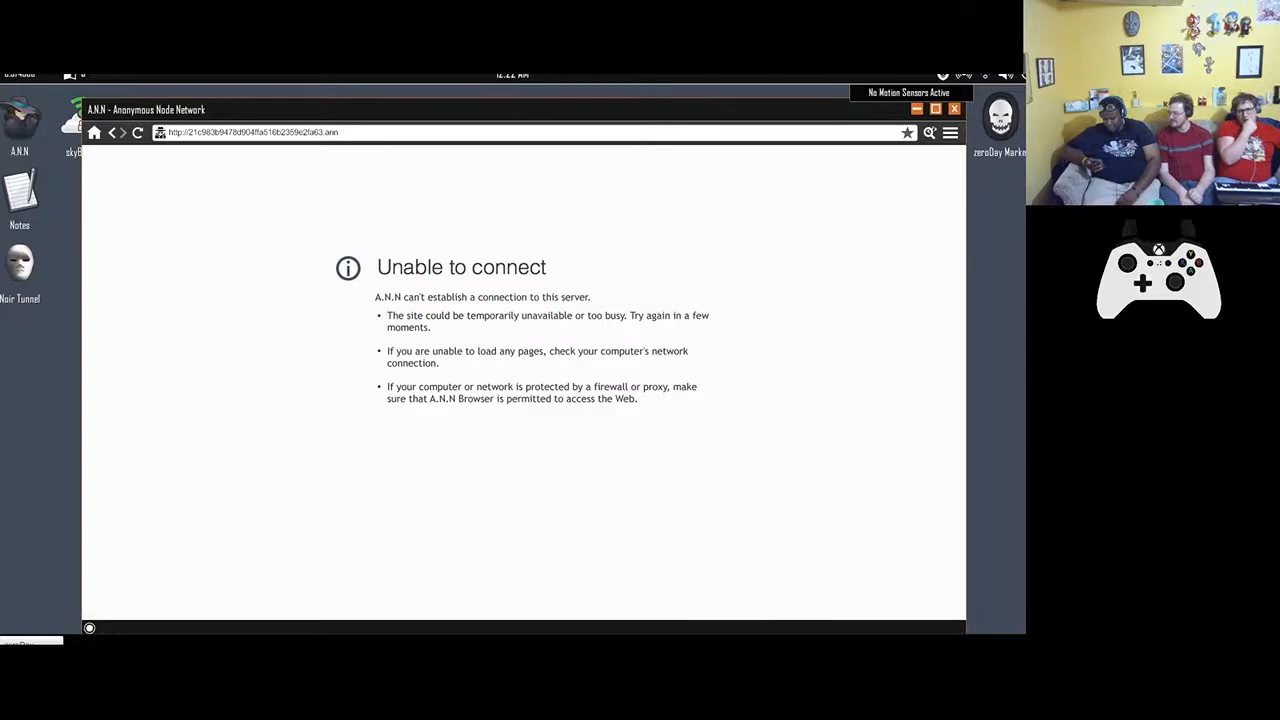 12:22 AM
No Motion Sensors Active
A.N.N - Anonymous Node Network
http://21c983b9478d904ffa516b2359e2fa63.ann
A.N.N
Notes
Noir Tunnel
zeroDay Marke
Unable to connect
A.N.N can't establish a connection to this server.
• The site could be temporarily unavailable or too busy. Try again in a few
moments.
• If you are unable to load any pages, check your computer's network
connection.
• If your computer or network is protected by a firewall or proxy, make
sure that A.N.N Browser is permitted to access the Web.